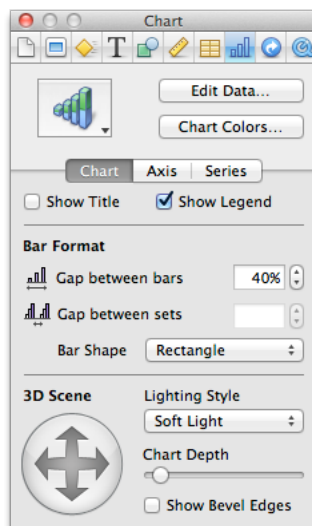 Chart
T
Edit Data...
Chart Colors...
Chart Axis Series
Show Title Show Legend
Bar Format
Gap between bars 40%
Gap between sets
Bar Shape Rectangle
3D Scene Lighting Style
Soft Light
Chart Depth
Show Bevel Edges